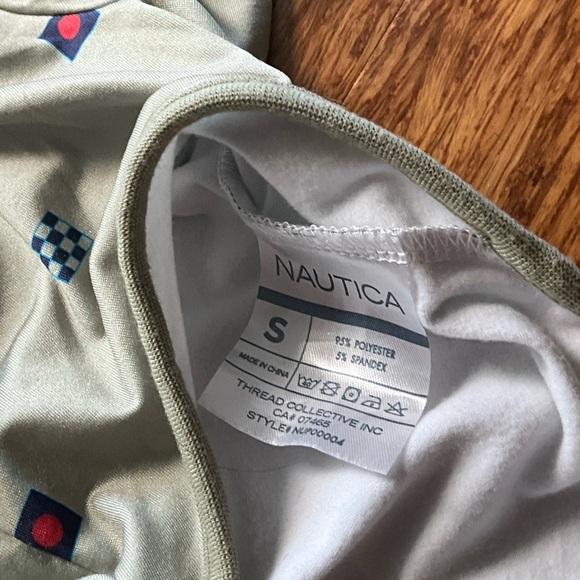 NAUTICA
S
95% POLYESTER
5% SPANDEX
MADE IN CHINA
THREAD COLLECTIVE INC
CA# 07465
STYLE# NUP00004